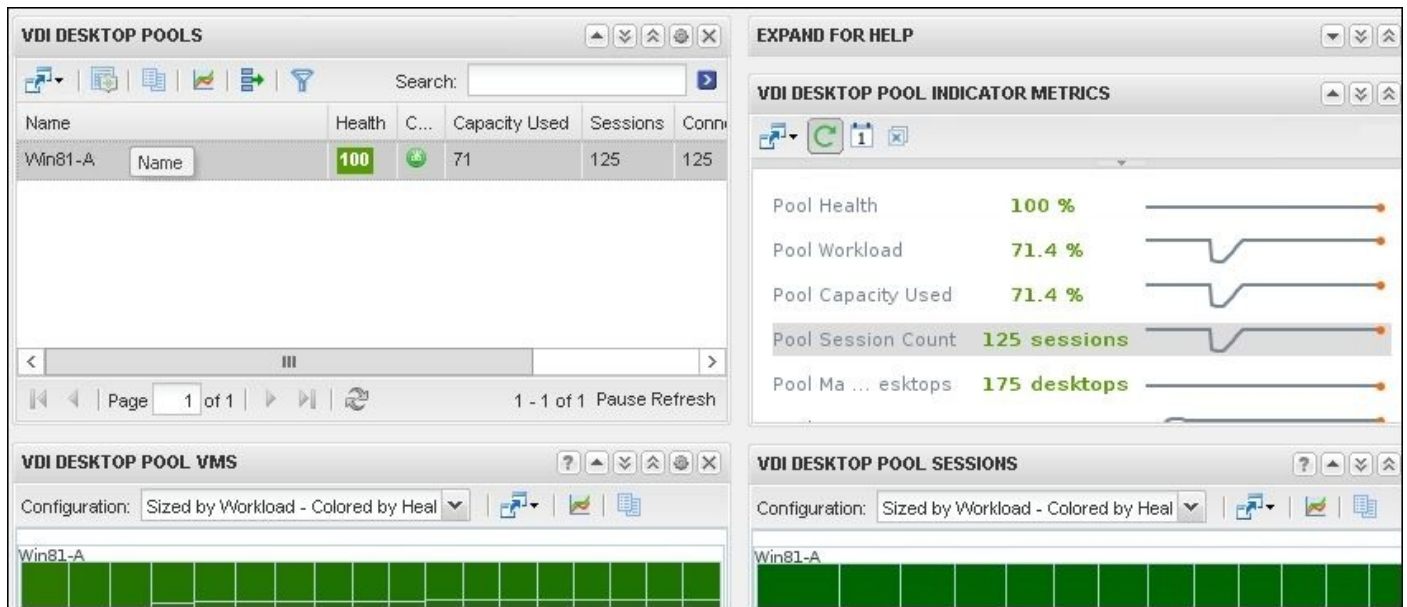 VDI DESKTOP POOLS
Search:
Name Health C... Capacity Used Sessions Conn
Win81-A 100 71 125 125
Name
Page 1 of 1 1 - 1 of 1 Pause Refresh
EXPAND FOR HELP
VDI DESKTOP POOL INDICATOR METRICS
1
Pool Health 100 %
Pool Workload 71.4 %
Pool Capacity Used 71.4 %
Pool Session Count 125 sessions
Pool Ma ... esktops 175 desktops
VDI DESKTOP POOL VMS
?
Configuration: Sized by Workload - Colored by Heal
Win81-A
VDI DESKTOP POOL SESSIONS
?
Configuration: Sized by Workload - Colored by Heal
Win81-A